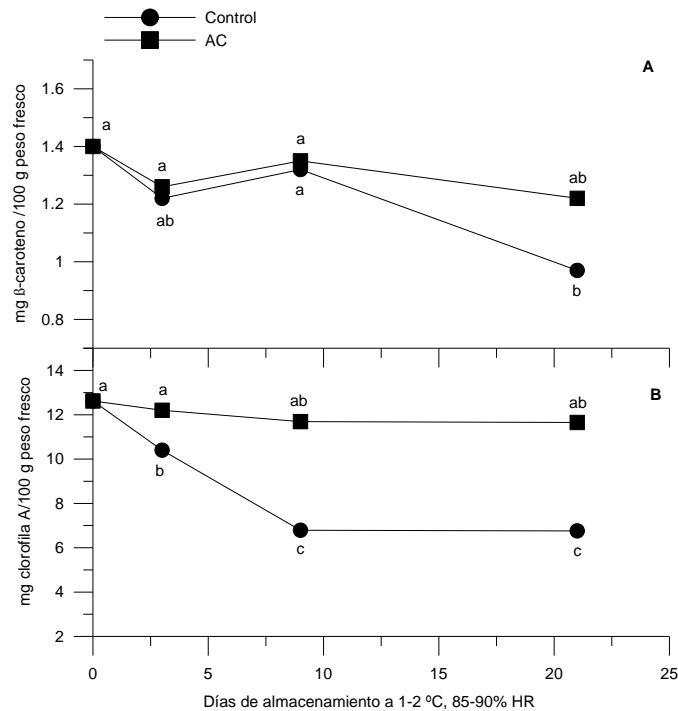 Control
AC
A
mg ß-caroteno /100 g peso fresco
1.6
1.4
1.2
1
0.8
a
a
ab
a
a
ab
b
B
mg clorofila A/100 g peso fresco
14
12
10
8
6
4
2
a
a
b
ab
c
ab
c
0
5
10
15
20
25
Días de almacenamiento a 1-2 ºC, 85-90% HR